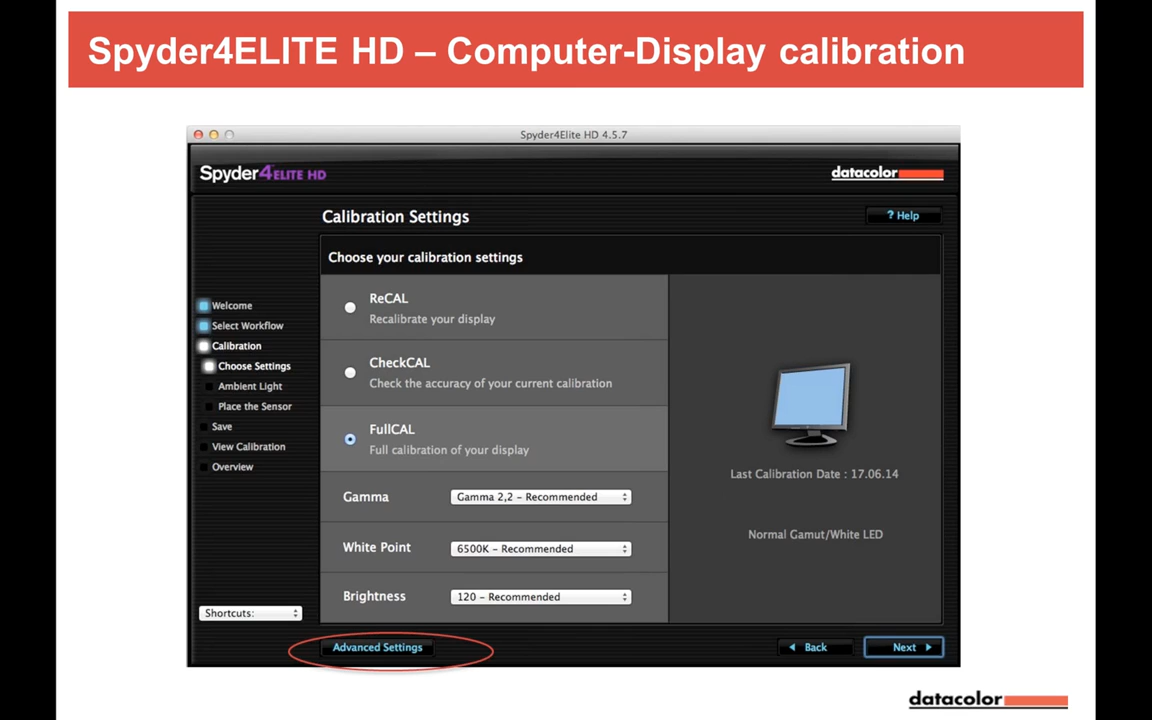 Spyder4ELITE HD – Computer-Display calibration
Spyder4Elite HD 4.5.7
Spyder4ELITE HD
datacolor
Calibration Settings
? Help
Choose your calibration settings
Welcome
Select Workflow
Calibration
Choose Settings
Ambient Light
Place the Sensor
Save
View Calibration
Overview
Shortcuts:
ReCAL
Recalibrate your display
CheckCAL
Check the accuracy of your current calibration
FullCAL
Full calibration of your display
Gamma
Gamma 2,2 – Recommended
White Point
6500K – Recommended
Brightness
120 – Recommended
Last Calibration Date : 17.06.14
Normal Gamut/White LED
Advanced Settings
Back
Next
datacolor